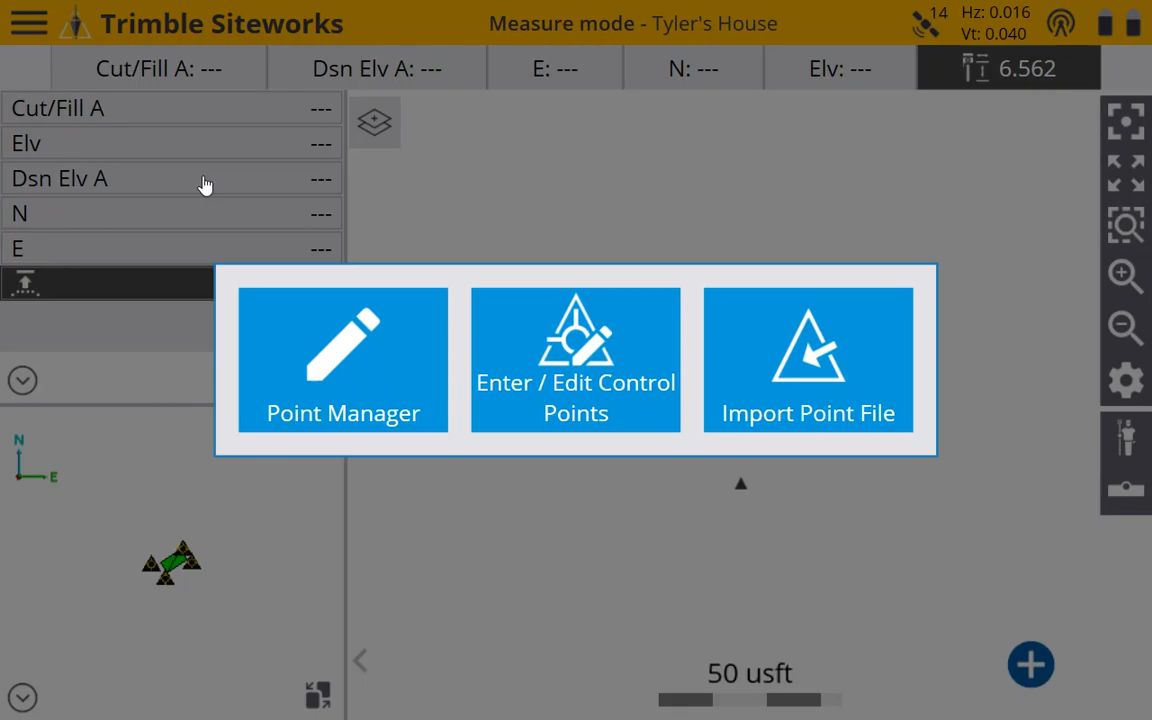 Trimble Siteworks
Measure mode - Tyler's House
14
Hz: 0.016
Vt: 0.040
Cut/Fill A: ---
Dsn Elv A: ---
E: ---
N: ---
Elv: ---
6.562
Cut/Fill A ---
Elv ---
Dsn Elv A ---
N ---
E ---
Point Manager
Enter / Edit Control
Points
Import Point File
N
E
50 usft